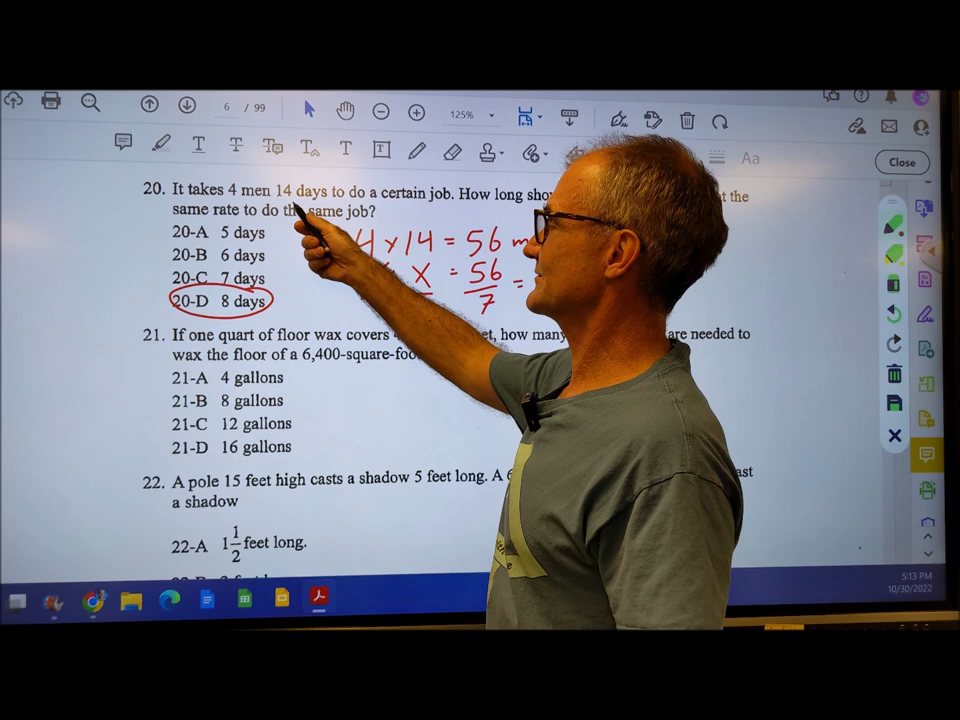 6 / 99
125%
Aa
Close
20. It takes 4 men 14 days to do a certain job. How long at the
same rate to do the same job?
4 x 14 = 56
20-A 5 days
20-B 6 days
x = 56
7
=
20-C 7 days
20-D 8 days
21. If one quart of floor wax covers how many are needed to
wax the floor of a 6,400-square-foo
21-A 4 gallons
21-B 8 gallons
21-C 12 gallons
21-D 16 gallons
22. A pole 15 feet high casts a shadow 5 feet long. A
a shadow
22-A 1 1/2 feet long.
5:13 PM
10/30/2022